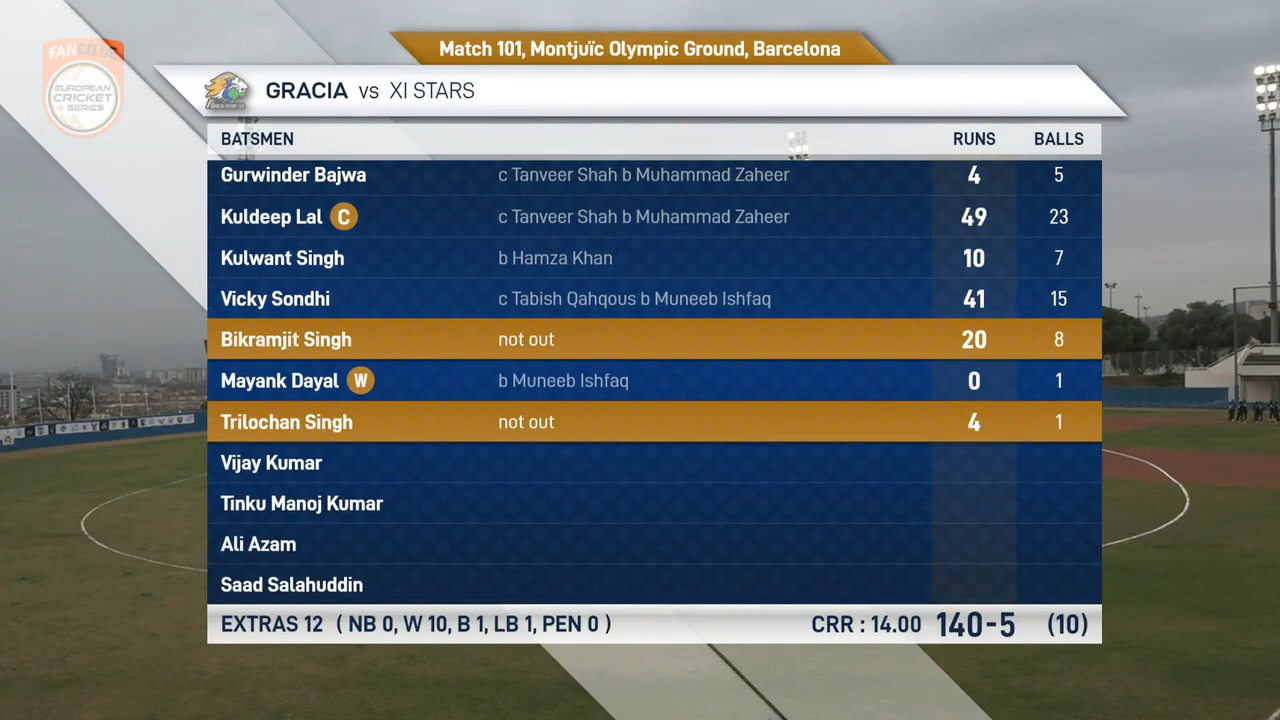 FANCODE
EUROPEAN
CRICKET
SERIES
Match 101, Montjuïc Olympic Ground, Barcelona
GRACIA vs XI STARS
BATSMEN RUNS BALLS
Gurwinder Bajwa c Tanveer Shah b Muhammad Zaheer 4 5
Kuldeep Lal C c Tanveer Shah b Muhammad Zaheer 49 23
Kulwant Singh b Hamza Khan 10 7
Vicky Sondhi c Tabish Qahqous b Muneeb Ishfaq 41 15
Bikramjit Singh not out 20 8
Mayank Dayal W b Muneeb Ishfaq 0 1
Trilochan Singh not out 4 1
Vijay Kumar
Tinku Manoj Kumar
Ali Azam
Saad Salahuddin
EXTRAS 12 ( NB 0, W 10, B 1, LB 1, PEN 0 ) CRR : 14.00 140-5 (10)